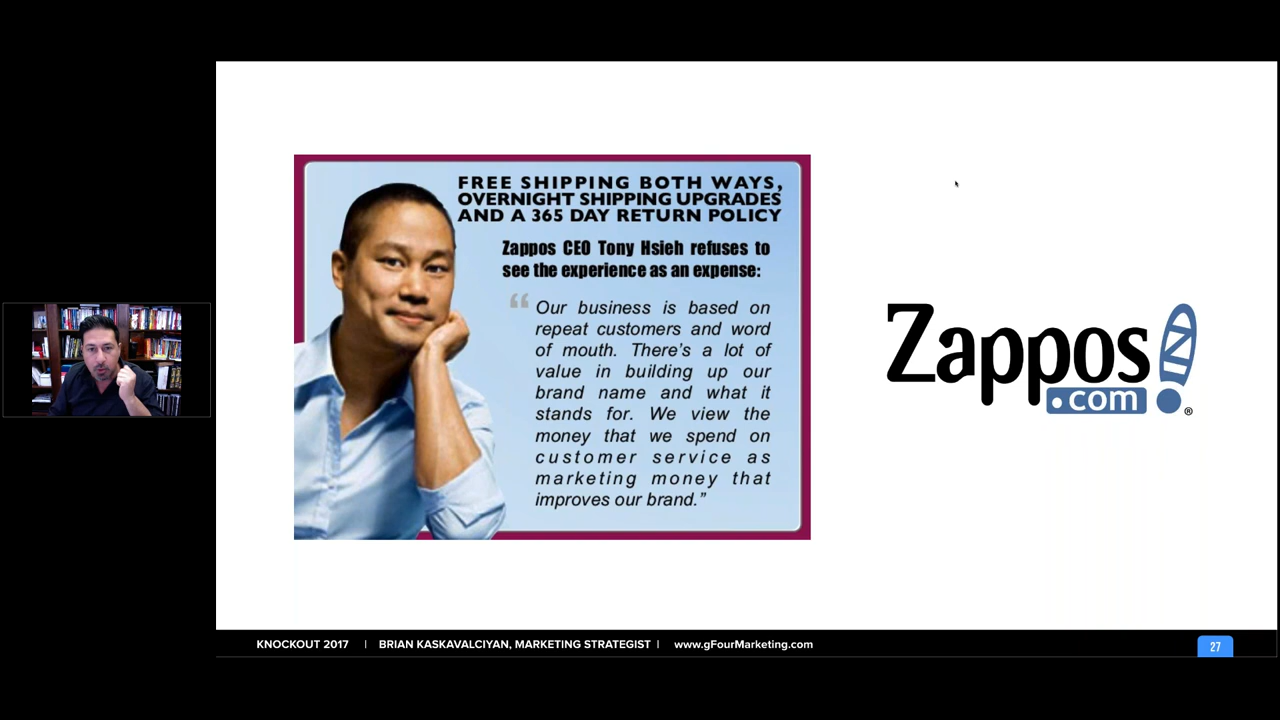 FREE SHIPPING BOTH WAYS,
OVERNIGHT SHIPPING UPGRADES
AND A 365 DAY RETURN POLICY
Zappos CEO Tony Hsieh refuses to
see the experience as an expense:
“Our business is based on
repeat customers and word
of mouth. There’s a lot of
value in building up our
brand name and what it
stands for. We view the
money that we spend on
customer service as
marketing money that
improves our brand.”
Zappos
.com®
KNOCKOUT 2017 | BRIAN KASKAVALCIYAN, MARKETING STRATEGIST | www.gFourMarketing.com
27